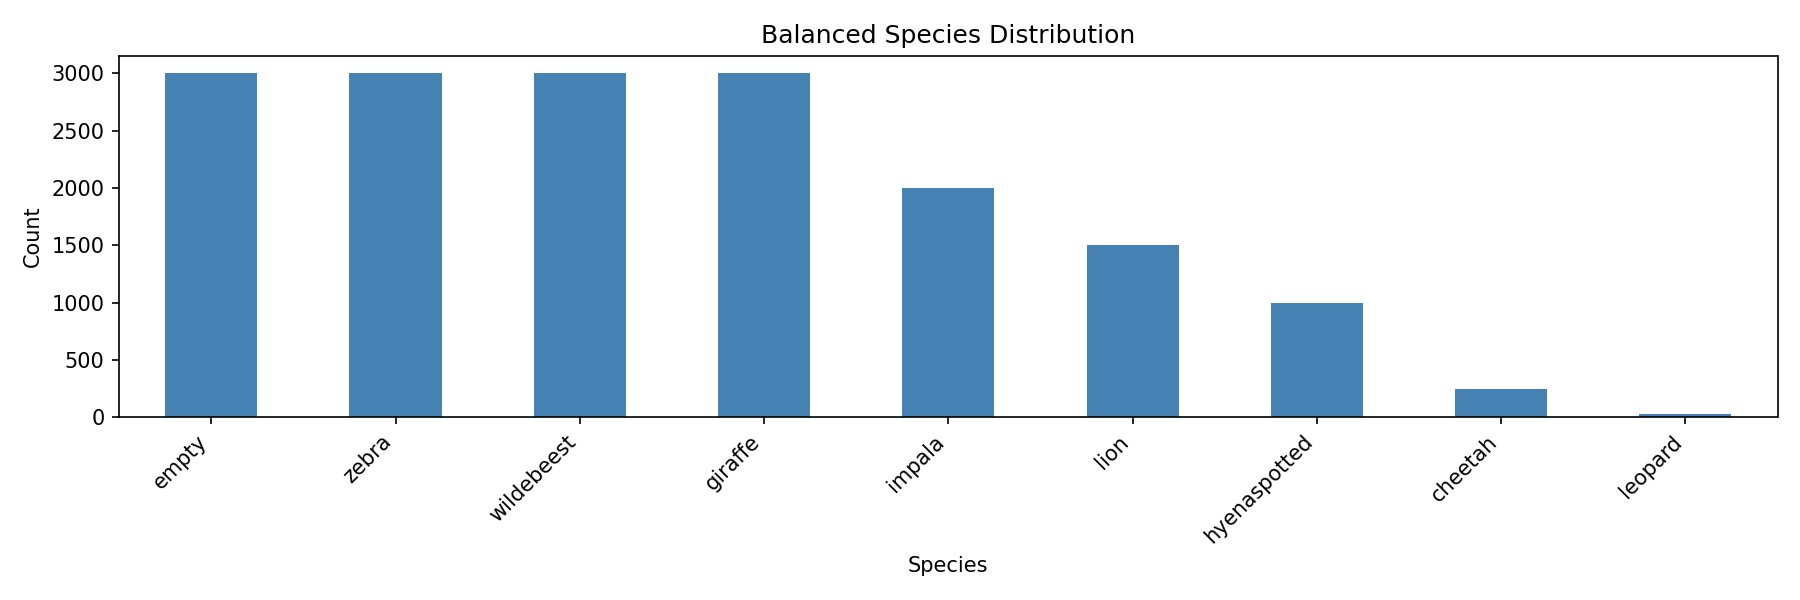 Balanced Species Distribution
3000
2500
2000
1500
1000
500
0
Count
empty
zebra
wildebeest
giraffe
impala
lion
hyenaspotted
cheetah
leopard
Species